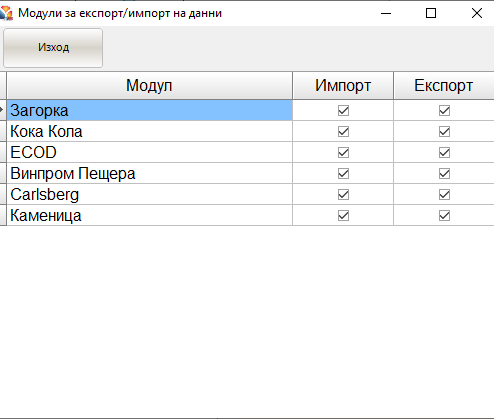 Модули за експорт/импорт на данни
Изход
Модул Импорт Експорт
Загорка
Кока Кола
ECOD
Винпром Пещера
Carlsberg
Каменица